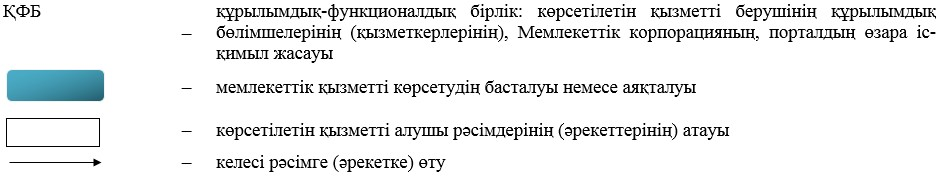 ҚФБ – құрылымдық-функционалдық бірлік: көрсетілетін қызметті берушінің құрылымдық
бөлімшелерінің (қызметкерлерінің), Мемлекеттік корпорацияның, порталдың өзара іс-
қимыл жасауы
– мемлекеттік қызметті көрсетудің басталуы немесе аяқталуы
– көрсетілетін қызметті алушы рәсімдерінің (әрекеттерінің) атауы
– келесі рәсімге (әрекетке) өту